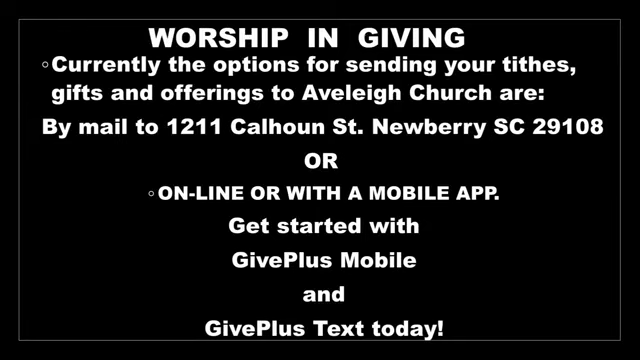 WORSHIP IN GIVING
◦Currently the options for sending your tithes,
gifts and offerings to Aveleigh Church are:
By mail to 1211 Calhoun St. Newberry SC 29108
OR
◦ON-LINE OR WITH A MOBILE APP.
Get started with
GivePlus Mobile
and
GivePlus Text today!